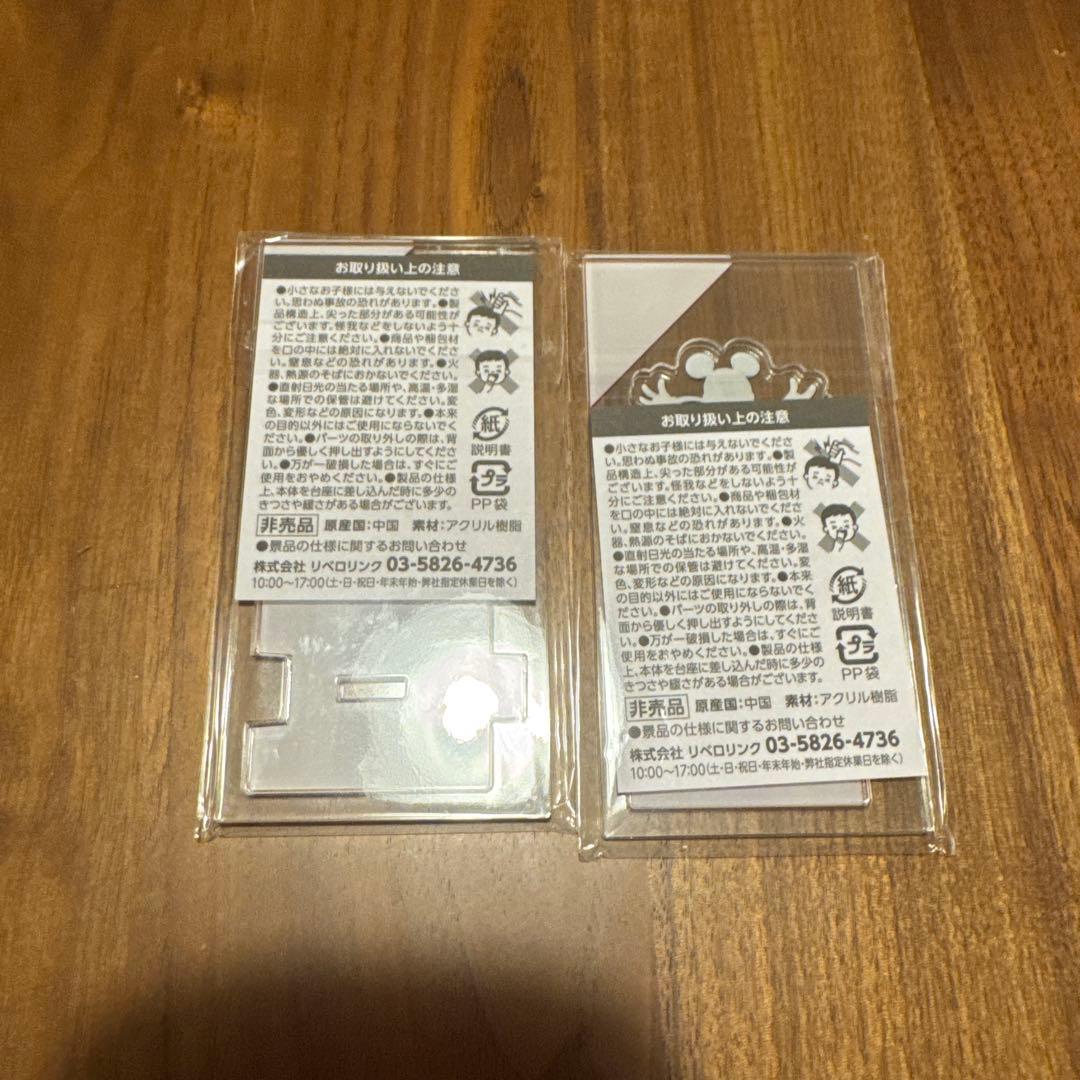 お取り扱い上の注意
●小さなお子様には与えないでくださ
い。思わぬ事故の恐れがあります。●製
品構造上、尖った部分がある可能性が
ございます。怪我などをしないよう十
分にご注意ください。●商品や梱包材
を口の中には絶対に入れないでくださ
い。窒息などの恐れがあります。●火
器、熱源のそばにおかないでください。
●直射日光の当たる場所や、高温・多湿
な場所での保管は避けてください。変
色、変形などの原因になります。●本来
の目的以外にはご使用にならないでく
ださい。●パーツの取り外しの際は、背
面から優しく押し出すようにしてくださ
い。●万が一破損した場合は、すぐにご
使用をおやめください。●製品の仕様
上、本体を台座に差し込んだ時に多少の
きつさや緩さがある場合がございます。
紙
説明書
プラ
PP袋
非売品 原産国:中国 素材:アクリル樹脂
●景品の仕様に関するお問い合わせ
株式会社 リベロリンク 03-5826-4736
10:00〜17:00(土・日・祝日・年末年始・弊社指定休業日を除く)
お取り扱い上の注意
●小さなお子様には与えないでくださ
い。思わぬ事故の恐れがあります。●製
品構造上、尖った部分がある可能性が
ございます。怪我などをしないよう十
分にご注意ください。●商品や梱包材
を口の中には絶対に入れないでくださ
い。窒息などの恐れがあります。●火
器、熱源のそばにおかないでください。
●直射日光の当たる場所や、高温・多湿
な場所での保管は避けてください。変
色、変形などの原因になります。●本来
の目的以外にはご使用にならないでく
ださい。●パーツの取り外しの際は、背
面から優しく押し出すようにしてくださ
い。●万が一破損した場合は、すぐにご
使用をおやめください。●製品の仕様
上、本体を台座に差し込んだ時に多少の
きつさや緩さがある場合がございます。
紙
説明書
プラ
PP袋
非売品 原産国:中国 素材:アクリル樹脂
●景品の仕様に関するお問い合わせ
株式会社 リベロリンク 03-5826-4736
10:00〜17:00(土・日・祝日・年末年始・弊社指定休業日を除く)